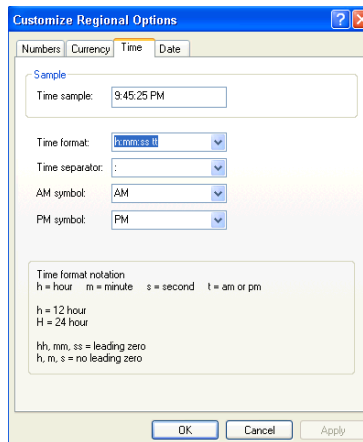 Customize Regional Options
Numbers Currency Time Date
Sample
Time sample: 9:45:25 PM
Time format: h:mm:ss tt
Time separator: :
AM symbol: AM
PM symbol: PM
Time format notation
h = hour m = minute s = second t = am or pm
h = 12 hour
H = 24 hour
hh, mm, ss = leading zero
h, m, s = no leading zero
OK Cancel Apply